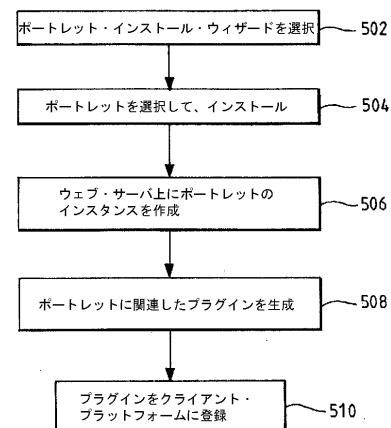 ポートレット・インストール・ウィザードを選択
502
ポートレットを選択して、インストール
504
ウェブ・サーバ上にポートレットの
インスタンスを作成
506
ポートレットに関連したプラグインを生成
508
プラグインをクライアント・
プラットフォームに登録
510